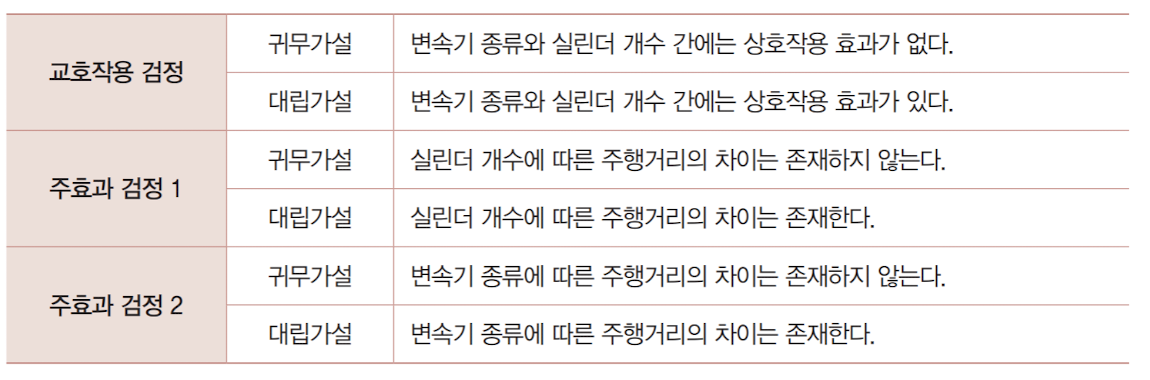 교호작용 검정
귀무가설 변속기 종류와 실린더 개수 간에는 상호작용 효과가 없다.
대립가설 변속기 종류와 실린더 개수 간에는 상호작용 효과가 있다.
주효과 검정 1
귀무가설 실린더 개수에 따른 주행거리의 차이는 존재하지 않는다.
대립가설 실린더 개수에 따른 주행거리의 차이는 존재한다.
주효과 검정 2
귀무가설 변속기 종류에 따른 주행거리의 차이는 존재하지 않는다.
대립가설 변속기 종류에 따른 주행거리의 차이는 존재한다.